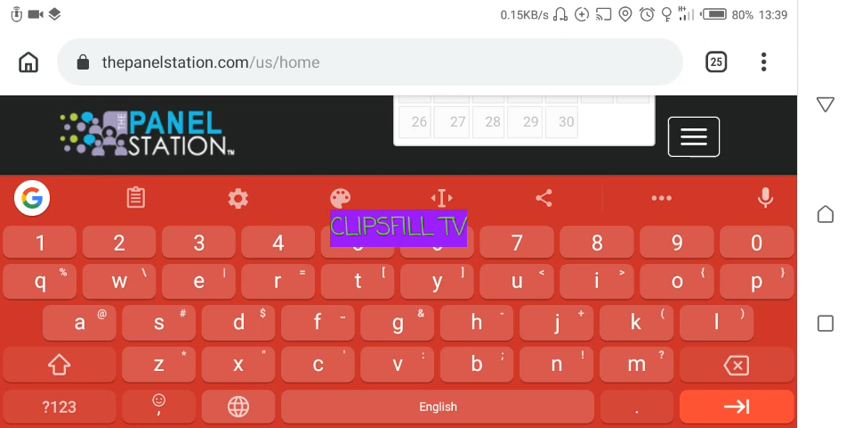 0.15KB/s H+ 80% 13:39
thepanelstation.com/us/home 25
THE PANEL STATION TM
26 27 28 29 30
G
CLIPSFILL TV
1 2 3 4 7 8 9 0
q % w \ e | r = t [ y ] u < i > o { p }
a @ s # d $ f _ g & h - j + k ( l )
z * x " c ' v : b ; n ! m ?
?123 , English .